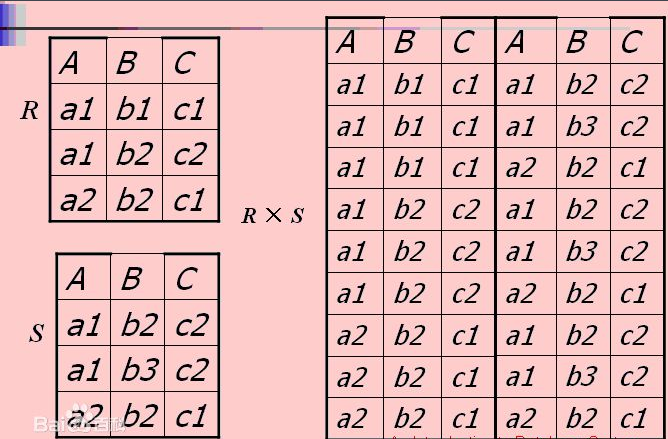 A B C
R
a1 b1 c1
a1 b2 c2
a2 b2 c1
A B C
S
a1 b2 c2
a1 b3 c2
a2 b2 c1
R × S
A B C A B C
a1 b1 c1 a1 b2 c2
a1 b1 c1 a1 b3 c2
a1 b1 c1 a2 b2 c1
a1 b2 c2 a1 b2 c2
a1 b2 c2 a1 b3 c2
a1 b2 c2 a2 b2 c1
a2 b2 c1 a1 b2 c2
a2 b2 c1 a1 b3 c2
a2 b2 c1 a2 b2 c1
Bai 百科